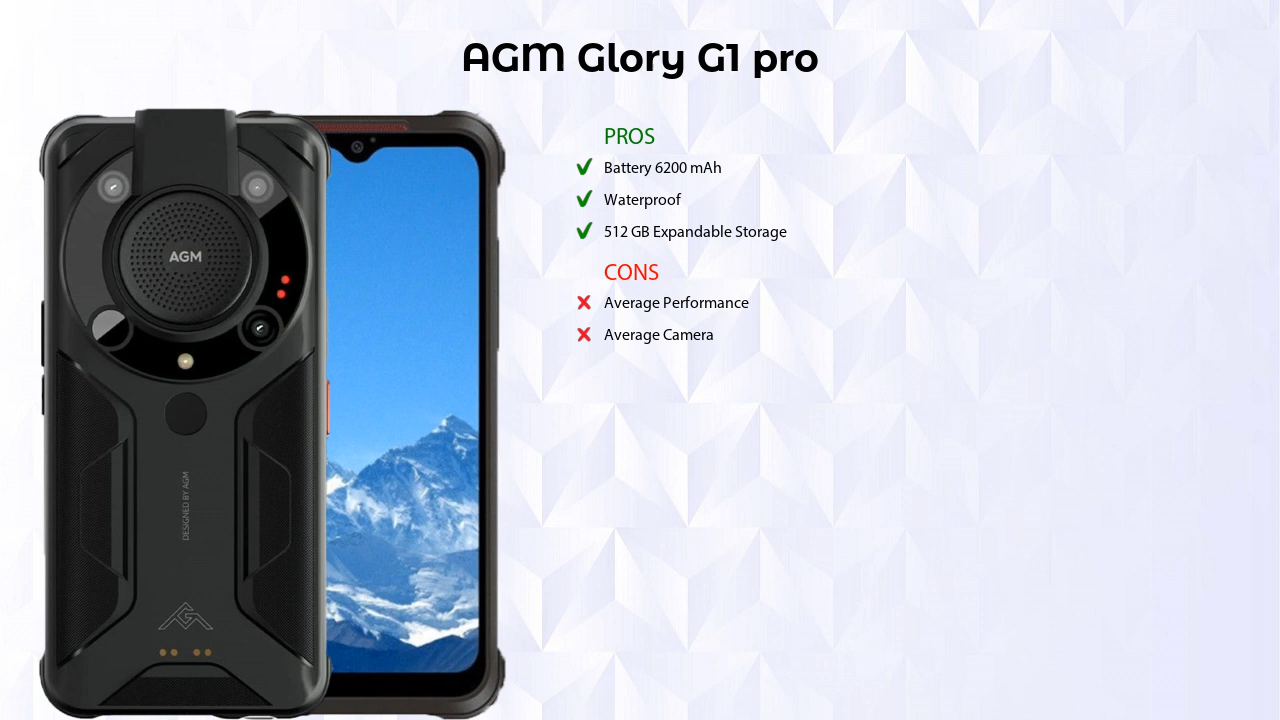 AGM Glory G1 pro
PROS
Battery 6200 mAh
Waterproof
512 GB Expandable Storage
CONS
Average Performance
Average Camera
AGM
DESIGNED BY AGM